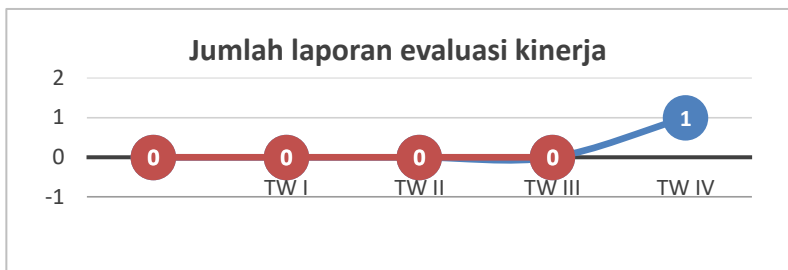 Jumlah laporan evaluasi kinerja
2
1
0
-1
0 0 0 0 1
TW I TW II TW III TW IV